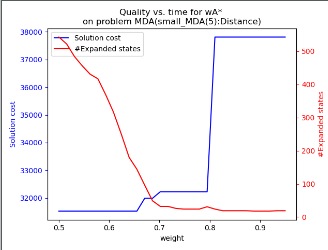 Quality vs. time for wA*
on problem MDA(small_MDA(5):Distance)
38000
37000
36000
35000
34000
33000
32000
Solution cost
Solution cost
#Expanded states
500
400
300
200
100
0
#Expanded states
0.5 0.6 0.7 0.8 0.9
weight